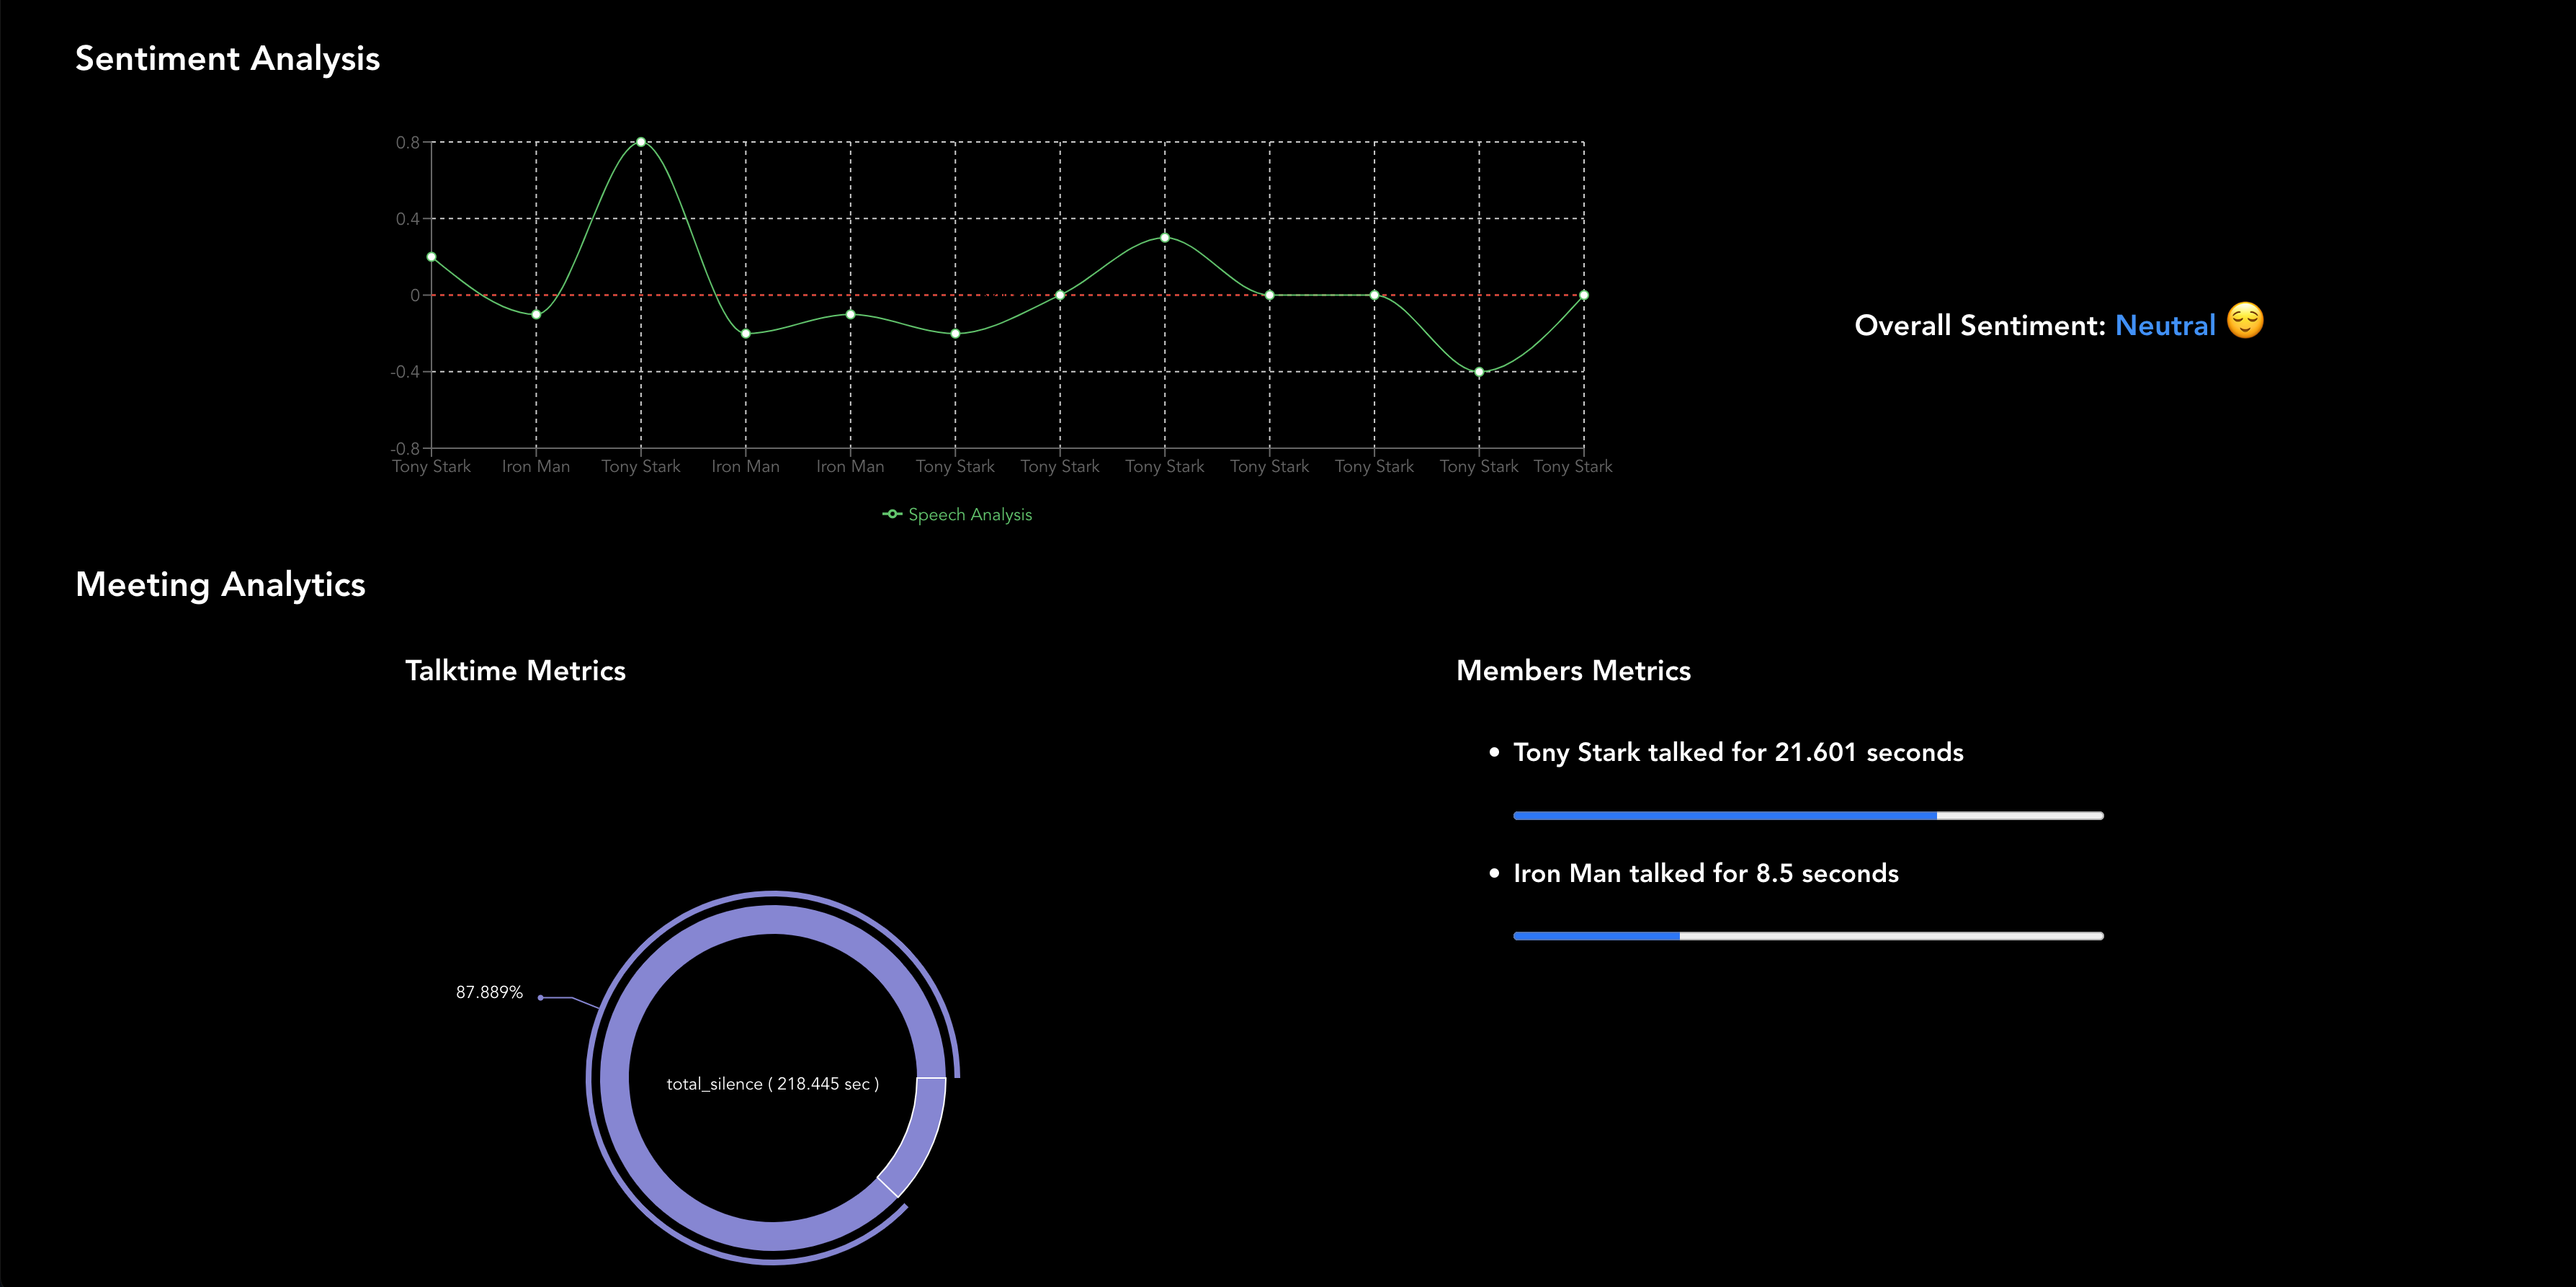 Sentiment Analysis
0.8
0.4
0
-0.4
-0.8
Tony Stark Iron Man Tony Stark Iron Man Iron Man Tony Stark Tony Stark Tony Stark Tony Stark Tony Stark Tony Stark Tony Stark
Speech Analysis
Overall Sentiment: Neutral 😌
Meeting Analytics
Talktime Metrics
87.889%
total_silence ( 218.445 sec )
Members Metrics
• Tony Stark talked for 21.601 seconds
• Iron Man talked for 8.5 seconds